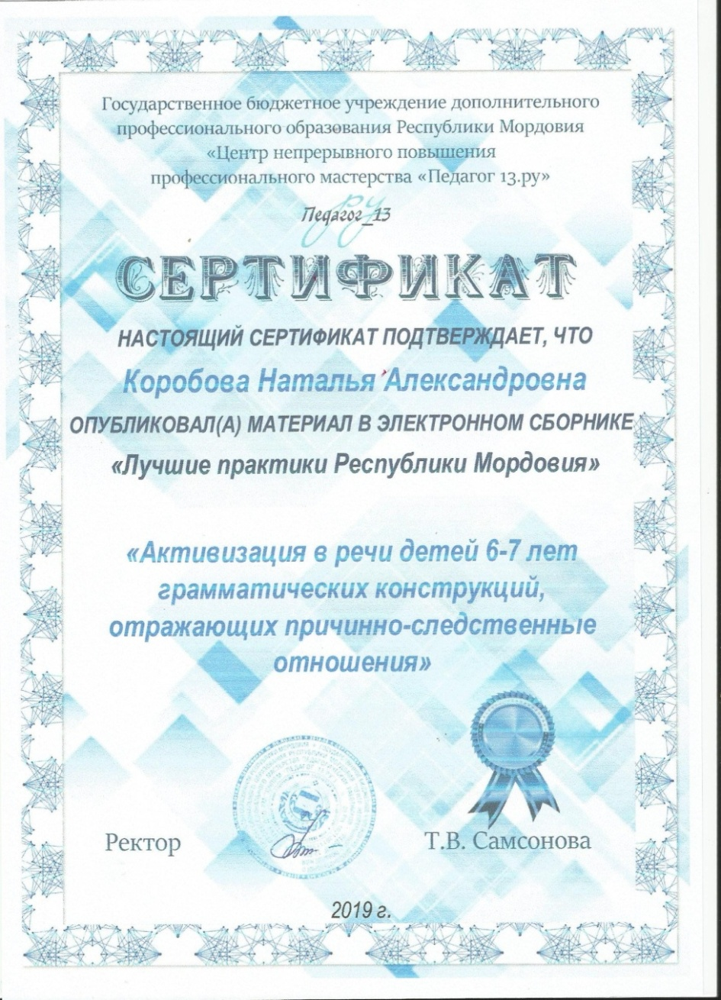 Государственное бюджетное учреждение дополнительного
профессионального образования Республики Мордовия
«Центр непрерывного повышения
профессионального мастерства «Педагог 13.ру»
Педагог_13
ру
СЕРТИФИКАТ
НАСТОЯЩИЙ СЕРТИФИКАТ ПОДТВЕРЖДАЕТ, ЧТО
Коробова Наталья Александровна
ОПУБЛИКОВАЛ(А) МАТЕРИАЛ В ЭЛЕКТРОННОМ СБОРНИКЕ
«Лучшие практики Республики Мордовия»
«Активизация в речи детей 6-7 лет
грамматических конструкций,
отражающих причинно-следственные
отношения»
Ректор
Т.В. Самсонова
2019 г.